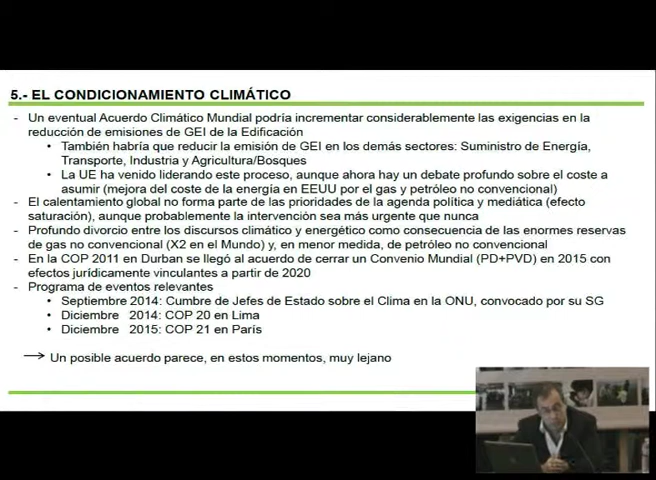 5.- EL CONDICIONAMIENTO CLIMÁTICO
- Un eventual Acuerdo Climático Mundial podría incrementar considerablemente las exigencias en la
reducción de emisiones de GEI de la Edificación
• También habría que reducir la emisión de GEI en los demás sectores: Suministro de Energía,
Transporte, Industria y Agricultura/Bosques
• La UE ha venido liderando este proceso, aunque ahora hay un debate profundo sobre el coste a
asumir (mejora del coste de la energía en EEUU por el gas y petróleo no convencional)
- El calentamiento global no forma parte de las prioridades de la agenda política y mediática (efecto
saturación), aunque probablemente la intervención sea más urgente que nunca
- Profundo divorcio entre los discursos climático y energético como consecuencia de las enormes reservas
de gas no convencional (X2 en el Mundo) y, en menor medida, de petróleo no convencional
- En la COP 2011 en Durban se llegó al acuerdo de cerrar un Convenio Mundial (PD+PVD) en 2015 con
efectos jurídicamente vinculantes a partir de 2020
- Programa de eventos relevantes
• Septiembre 2014: Cumbre de Jefes de Estado sobre el Clima en la ONU, convocado por su SG
• Diciembre 2014: COP 20 en Lima
• Diciembre 2015: COP 21 en París
→ Un posible acuerdo parece, en estos momentos, muy lejano